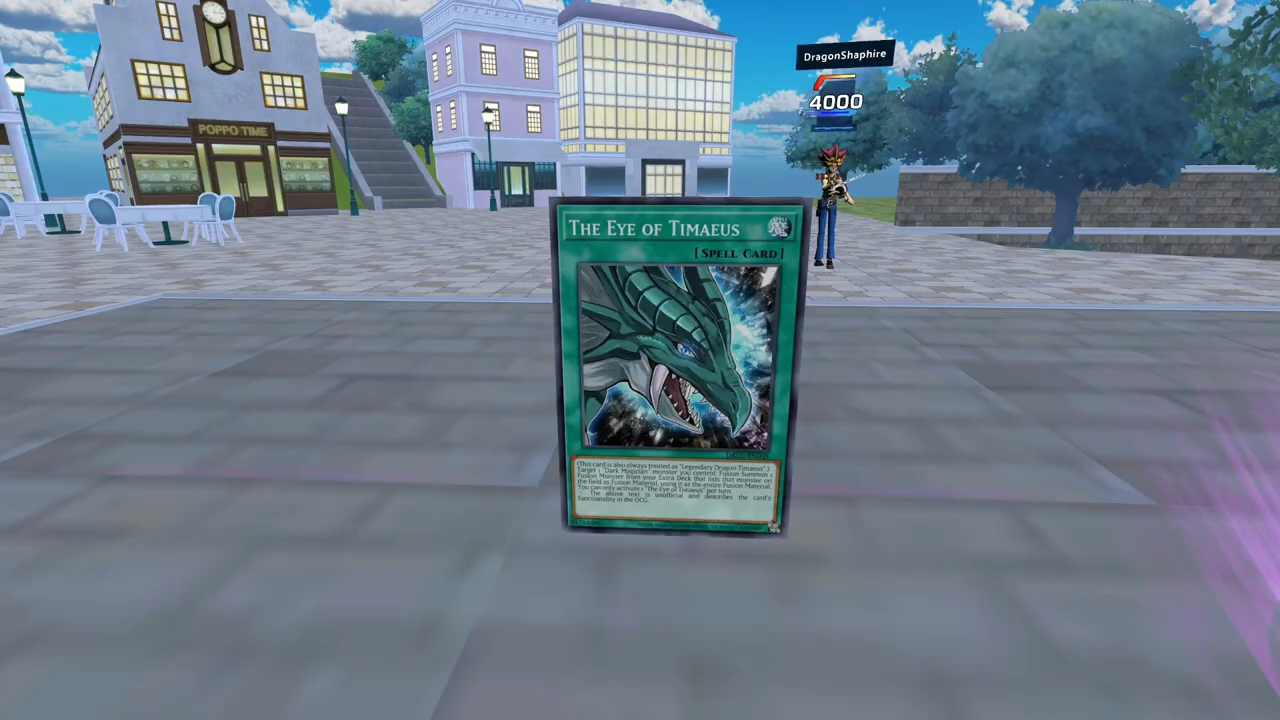 DragonShaphire
4000
POPPO TIME
THE EYE OF TIMAEUS
[SPELL CARD]
(This card is also always treated as "Legendary Dragon Timaeus".)
Target 1 "Dark Magician" monster you control; Fusion Summon 1
Fusion Monster from your Extra Deck that lists that monster on
the field as Fusion Material, using it as the entire Fusion Material.
You can only activate 1 "The Eye of Timaeus" per turn.
The above text is unofficial and describes the card's
functionality in the OCG.